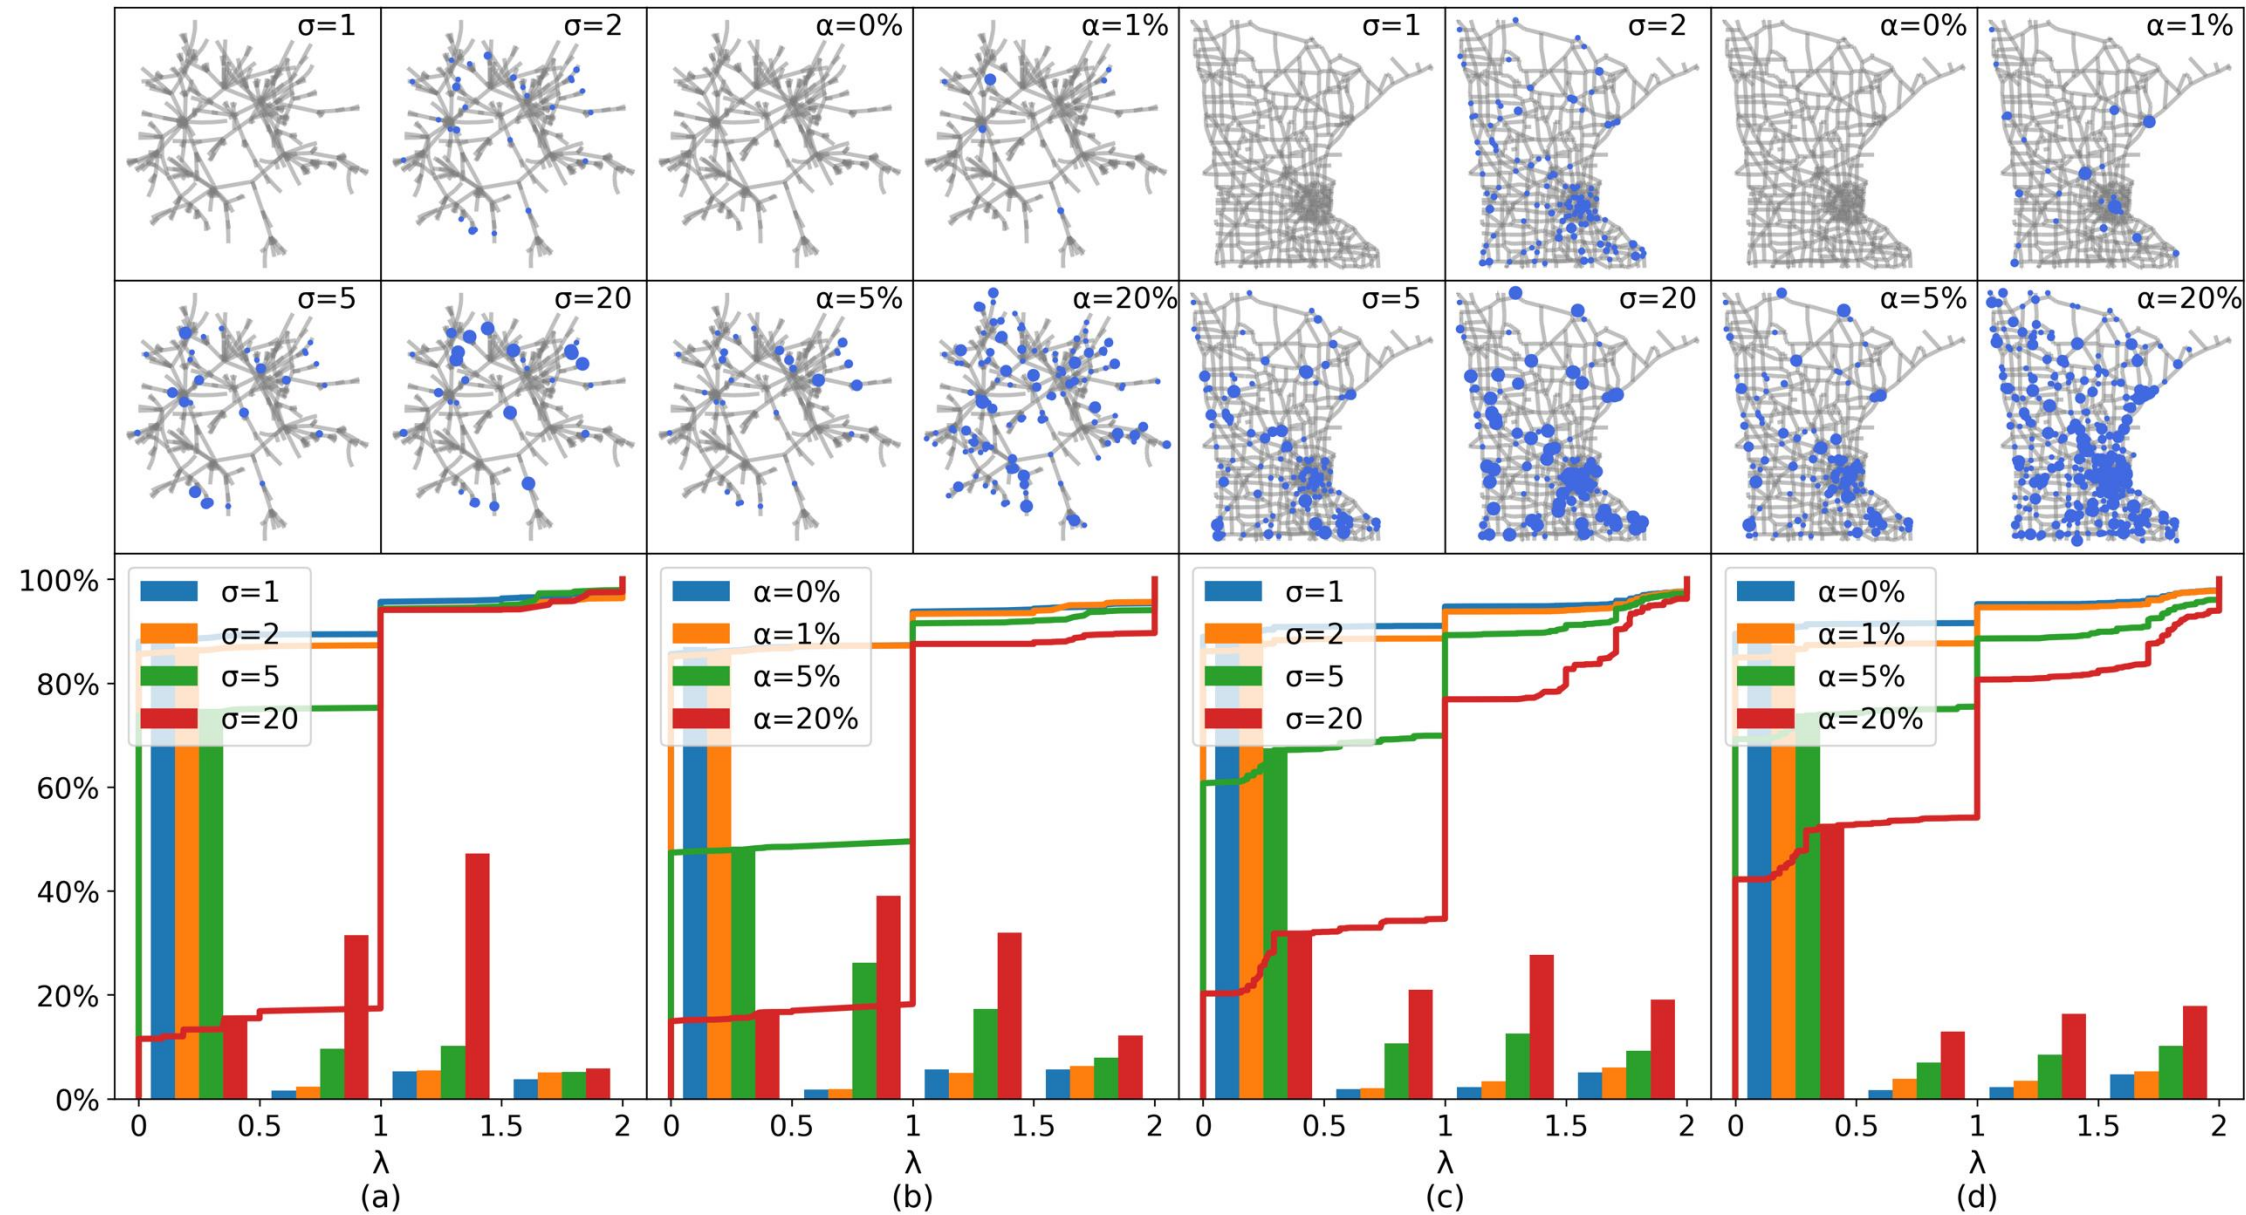 σ=1 σ=2 α=0% α=1% σ=1 σ=2 α=0% α=1%
σ=5 σ=20 α=5% α=20% σ=5 σ=20 α=5% α=20%
100%
80%
60%
40%
20%
0%
σ=1
σ=2
σ=5
σ=20
α=0%
α=1%
α=5%
α=20%
σ=1
σ=2
σ=5
σ=20
α=0%
α=1%
α=5%
α=20%
0 0.5 1 1.5 2 0 0.5 1 1.5 2 0 0.5 1 1.5 2 0 0.5 1 1.5 2
λ λ λ λ
(a) (b) (c) (d)